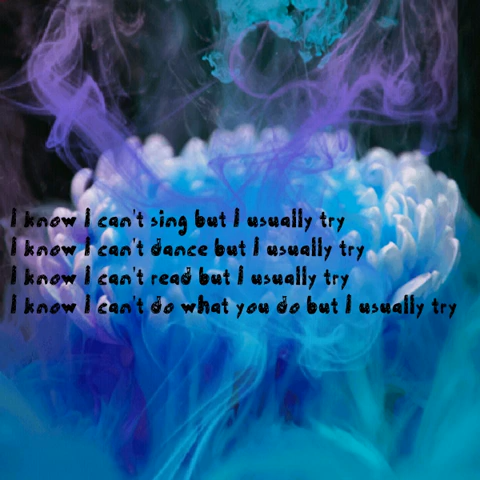 I know I can't sing but I usually try
I know I can't dance but I usually try
I know I can't read but I usually try
I know I can't do what you do but I usually try